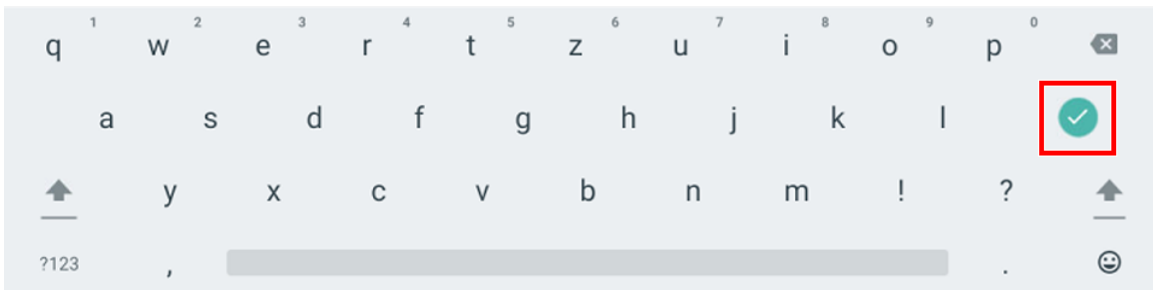 1 2 3 4 5 6 7 8 9 0
q w e r t z u i o p
a s d f g h j k l
y x c v b n m ! ?
?123 , .